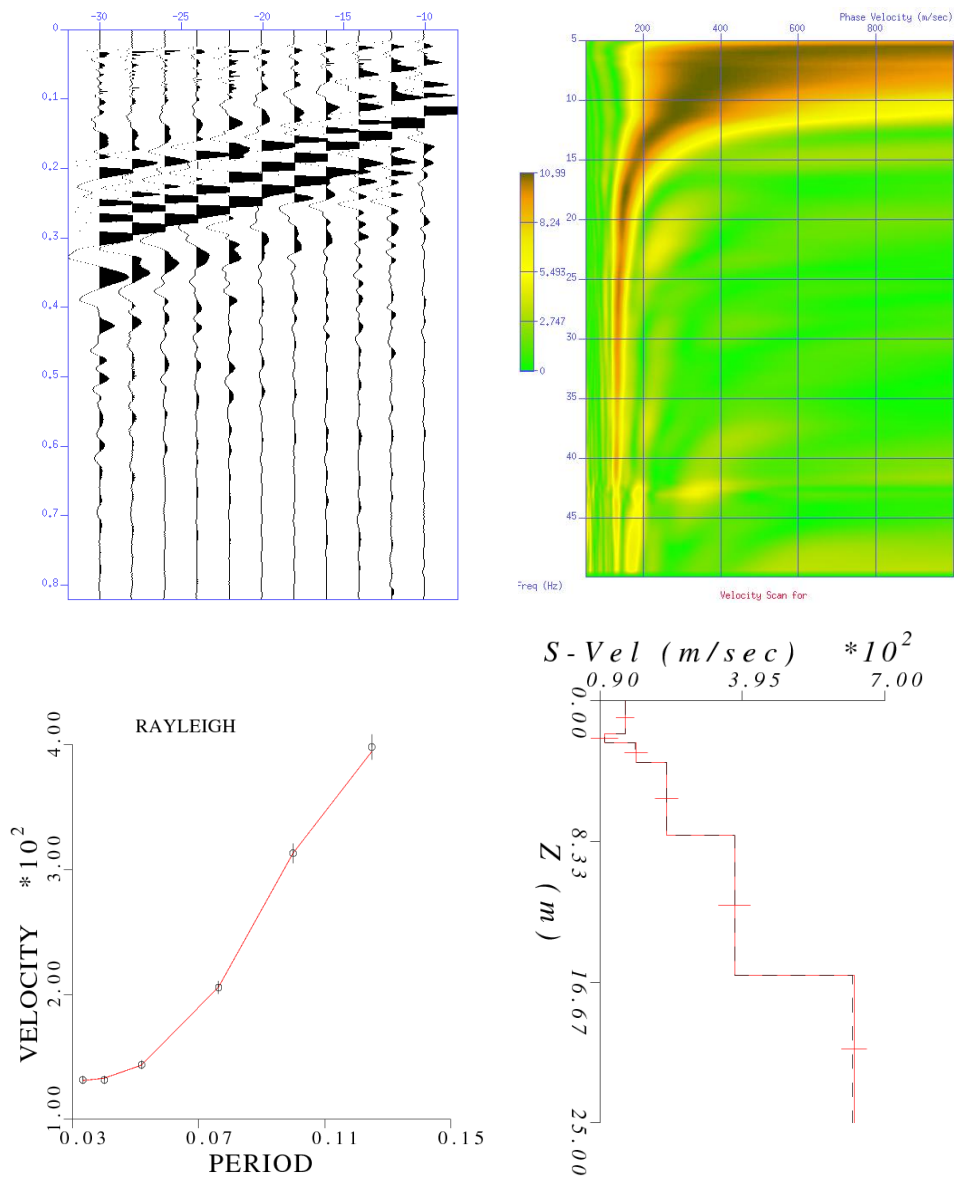 -30 -25 -20 -15 -10
0
0.1
0.2
0.3
0.4
0.5
0.6
0.7
0.8
Phase Velocity (m/sec)
200 400 600 800
5
10
15
20
25
30
35
40
45
10.99
8.24
5.493
2.747
0
Freq (Hz)
Velocity Scan for
RAYLEIGH
VELOCITY *10²
4.00
3.00
2.00
1.00
0.03 0.07 0.11 0.15
PERIOD
S-Vel (m/sec) *10²
0.90 3.95 7.00
0.00
8.33
16.67
25.00
Z (m)